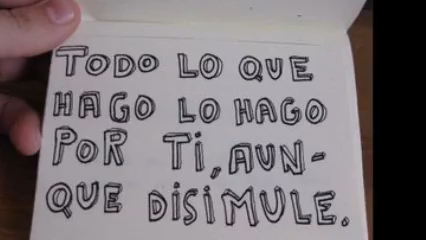 TODO LO QUE
HAGO LO HAGO
POR Ti, AUN-
QUE DiSiMULE.